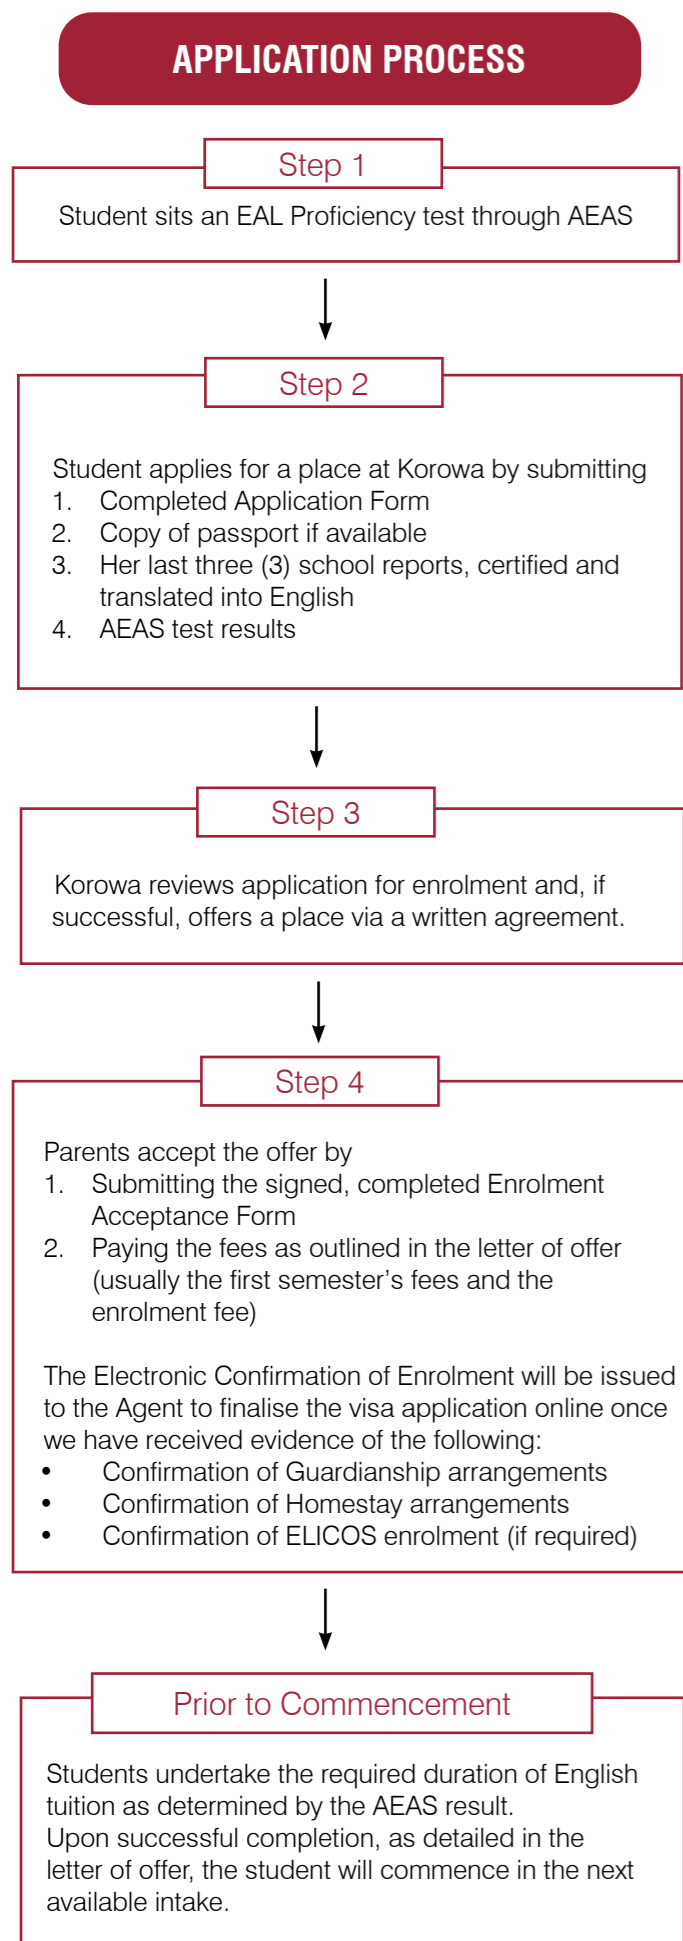 APPLICATION PROCESS
Step 1
Student sits an EAL Proficiency test through AEAS
Step 2
Student applies for a place at Korowa by submitting
1. Completed Application Form
2. Copy of passport if available
3. Her last three (3) school reports, certified and
translated into English
4. AEAS test results
Step 3
Korowa reviews application for enrolment and, if
successful, offers a place via a written agreement.
Step 4
Parents accept the offer by
1. Submitting the signed, completed Enrolment
Acceptance Form
2. Paying the fees as outlined in the letter of offer
(usually the first semester’s fees and the
enrolment fee)
The Electronic Confirmation of Enrolment will be issued
to the Agent to finalise the visa application online once
we have received evidence of the following:
• Confirmation of Guardianship arrangements
• Confirmation of Homestay arrangements
• Confirmation of ELICOS enrolment (if required)
Prior to Commencement
Students undertake the required duration of English
tuition as determined by the AEAS result.
Upon successful completion, as detailed in the
letter of offer, the student will commence in the next
available intake.